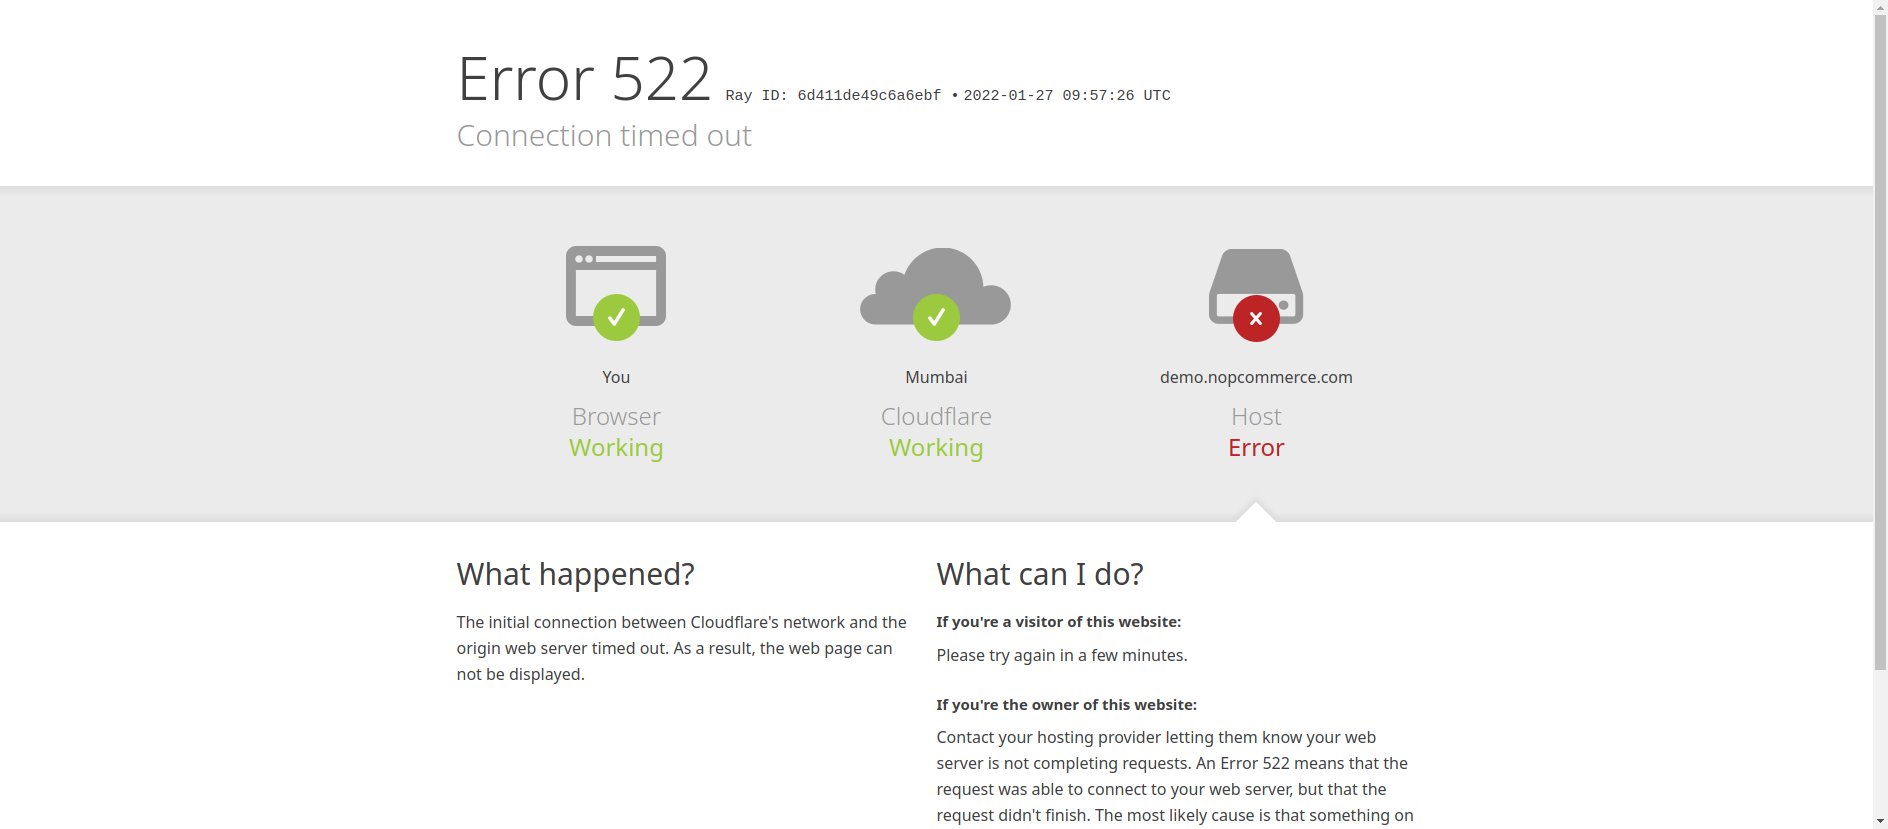 Error 522 Ray ID: 6d411de49c6a6ebf • 2022-01-27 09:57:26 UTC
Connection timed out
You
Browser
Working
Mumbai
Cloudflare
Working
demo.nopcommerce.com
Host
Error
What happened?
The initial connection between Cloudflare's network and the
origin web server timed out. As a result, the web page can
not be displayed.
What can I do?
If you're a visitor of this website:
Please try again in a few minutes.
If you're the owner of this website:
Contact your hosting provider letting them know your web
server is not completing requests. An Error 522 means that the
request was able to connect to your web server, but that the
request didn't finish. The most likely cause is that something on